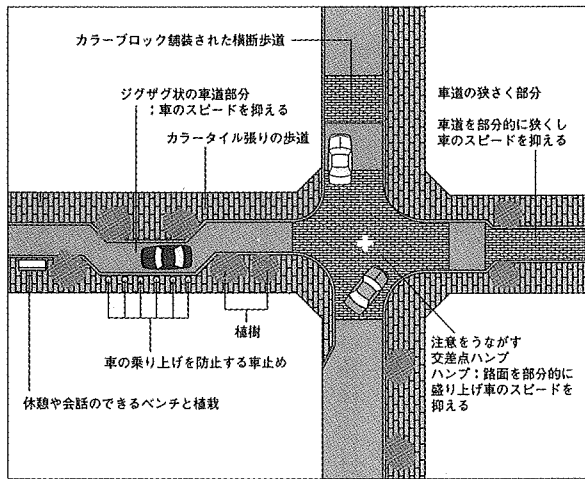 カラーブロック舗装された横断歩道
ジグザグ状の車道部分
：車のスピードを抑える
カラータイル張りの歩道
車道の狭さく部分
車道を部分的に狭くし
車のスピードを抑える
植樹
車の乗り上げを防止する車止め
休憩や会話のできるベンチと植栽
注意をうながす
交差点ハンプ
ハンプ：路面を部分的に
盛り上げ車のスピードを
抑える